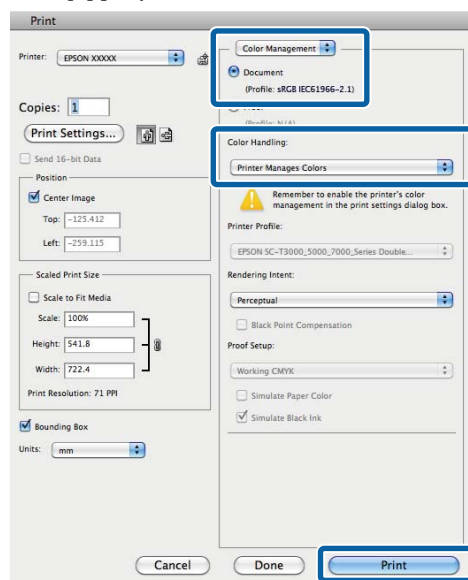 Print
Printer: EPSON XXXXX
Copies: 1
Print Settings...
Send 16-bit Data
Position
Center Image
Top: -125.412
Left: -259.115
Scaled Print Size
Scale to Fit Media
Scale: 100%
Height: 541.8
Width: 722.4
Print Resolution: 71 PPI
Bounding Box
Units: mm
Color Management
Document
(Profile: sRGB IEC61966-2.1)
(Profile: N/A)
Color Handling:
Printer Manages Colors
Remember to enable the printer's color
management in the print settings dialog box.
Printer Profile:
EPSON SC-T3000_5000_7000_Series Double...
Rendering Intent:
Perceptual
Black Point Compensation
Proof Setup:
Working CMYK
Simulate Paper Color
Simulate Black Ink
Cancel
Done
Print